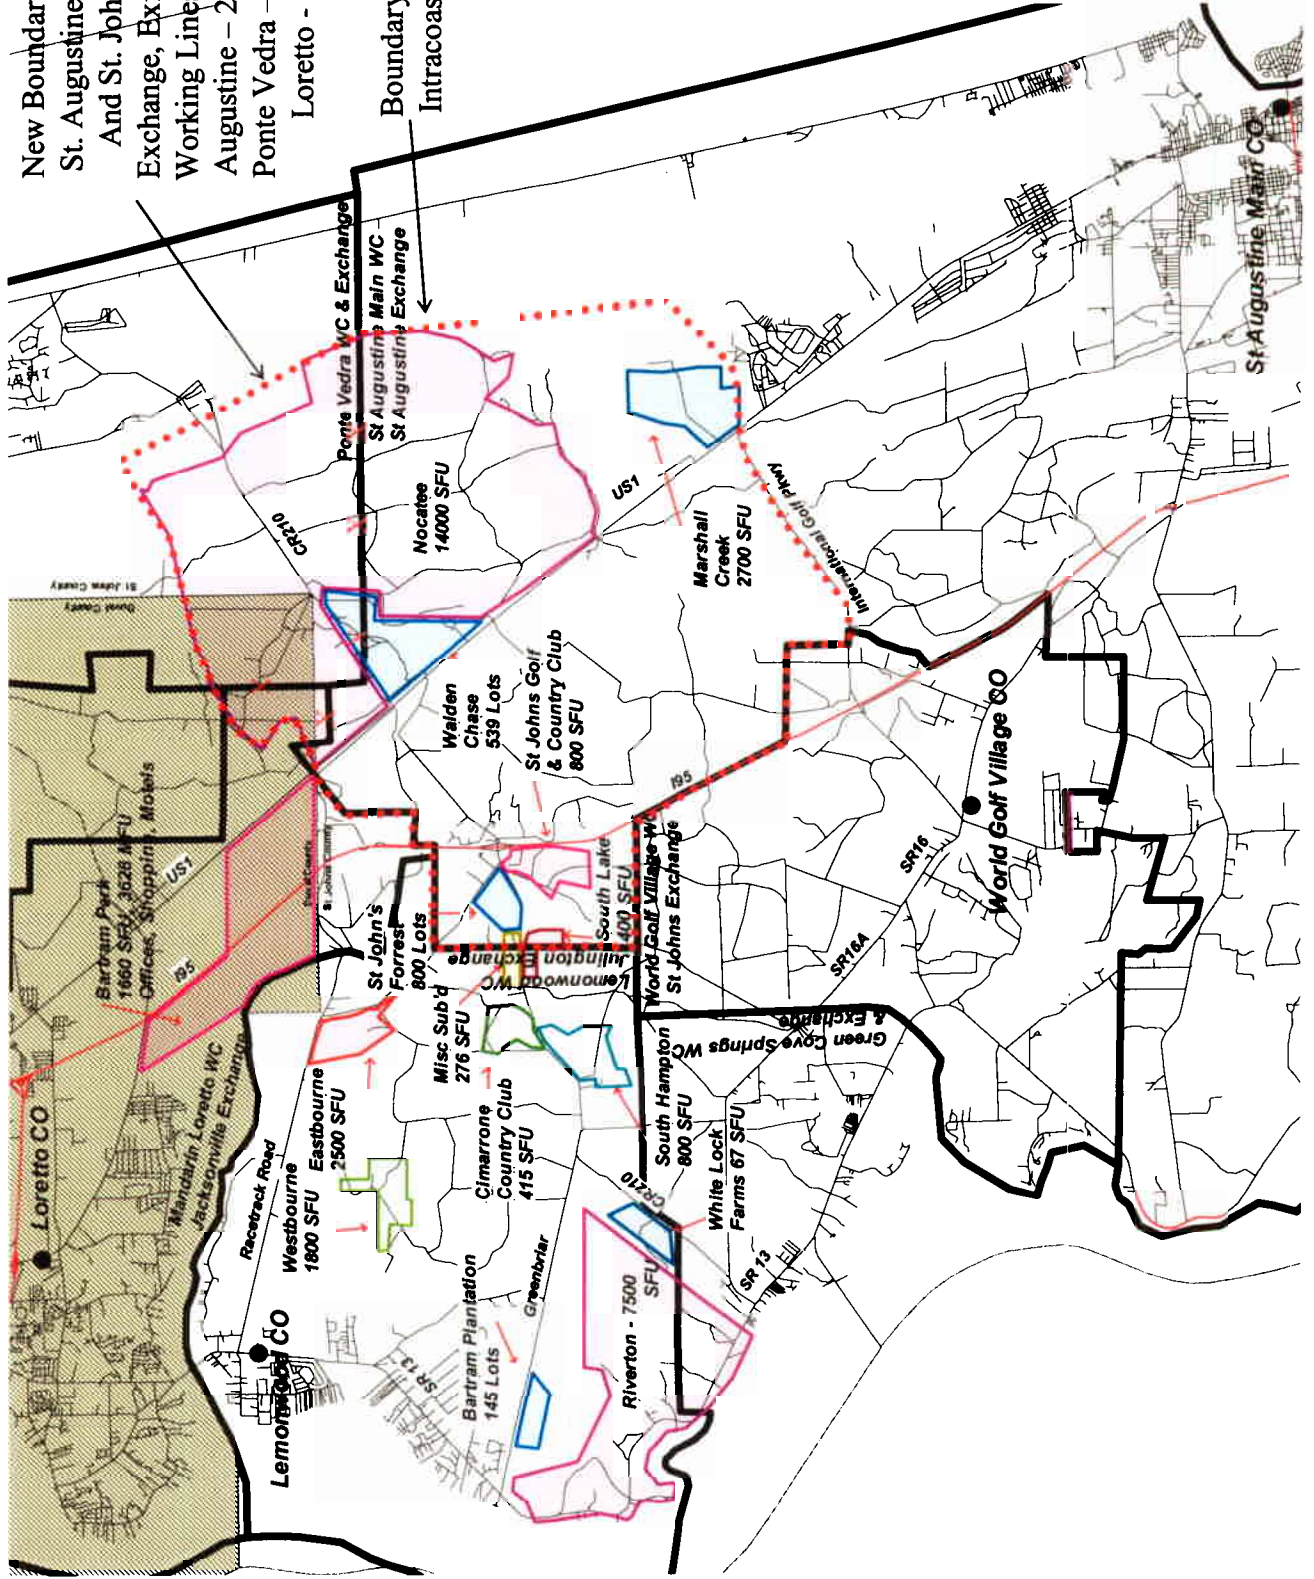 New Boundar
St. Augustine
And St. Joh
Exchange, Exi
Working Line
Augustine – 2
Ponte Vedra –
Loretto -
Boundary
Intracoas
Ponte Vedra WC & Exchange
St Augustine Main WC
St Augustine Exchange
Nocatee
14000 SFU
CR210
US1
Marshall
Creek
2700 SFU
International Golf Pkwy
St Augustine Main CO
Duval County
St Johns County
Walden
Chase
539 Lots
St Johns Golf
& Country Club
800 SFU
I95
World Golf Village CO
SR16
SR16A
Bartram Park
1660 SFU, 3628 MFU
Offices, Shopping, Motels
US1
I95
St Johns County
St John's
Forrest
800 Lots
South Lake
400 SFU
World Golf Village WC
St Johns Exchange
Lemonwood WC
Julington Exchange
Misc Sub'd
276 SFU
Green Cove Springs WC
& Exchange
Loretto CO
Mandarin Loretto WC
Jacksonville Exchange
Racetrack Road
Eastbourne
2500 SFU
Westbourne
1800 SFU
Cimarrone
Country Club
415 SFU
South Hampton
800 SFU
White Lock
Farms 67 SFU
CR210
SR 13
Lemonwood CO
SR 13
Bartram Plantation
145 Lots
Greenbriar
Riverton - 7500
SFU